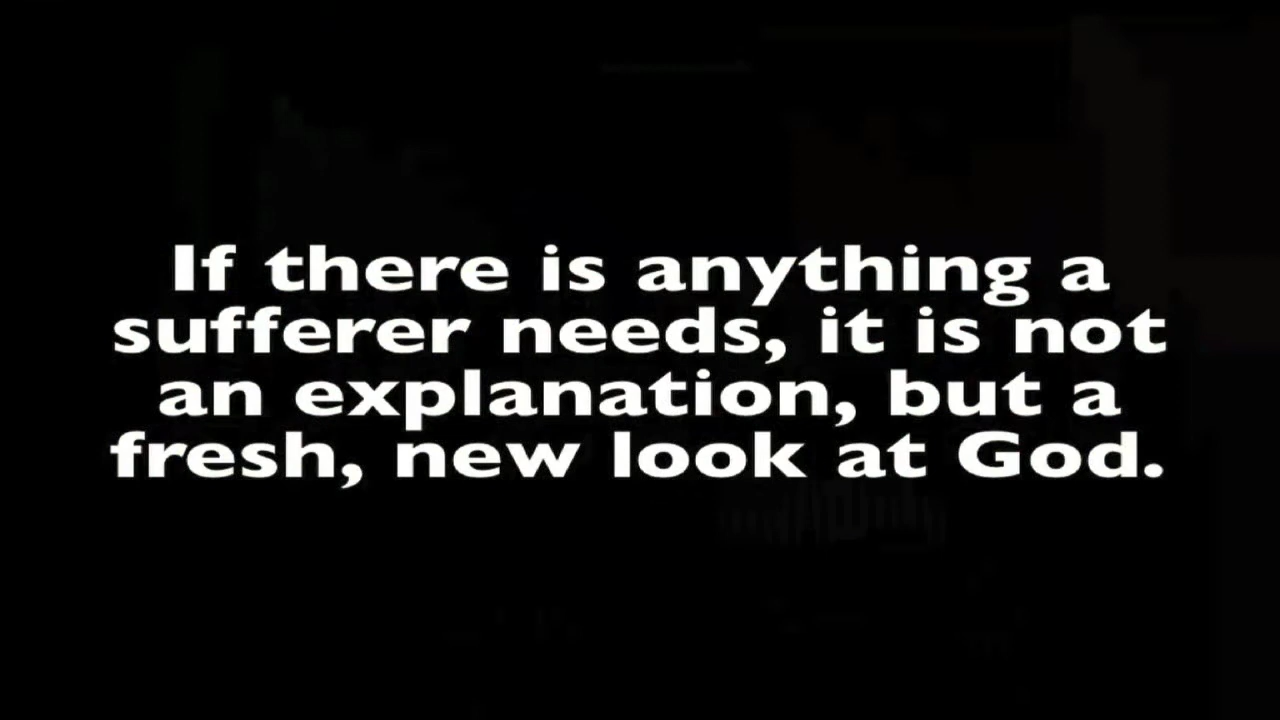 If there is anything a
sufferer needs, it is not
an explanation, but a
fresh, new look at God.